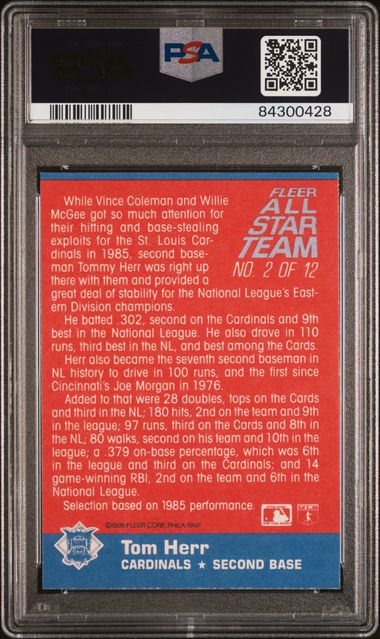 PSA
84300428
FLEER
ALL
STAR
TEAM
NO. 2 OF 12
While Vince Coleman and Willie
McGee got so much attention for
their hitting and base-stealing
exploits for the St. Louis Car-
dinals in 1985, second base-
man Tommy Herr was right up
there with them and provided a
great deal of stability for the National League's East-
ern Division champions.
He batted .302, second on the Cardinals and 9th
best in the National League. He also drove in 110
runs, third best in the NL, and best among the Cards.
Herr also became the seventh second baseman in
NL history to drive in 100 runs, and the first since
Cincinnati's Joe Morgan in 1976.
Added to that were 28 doubles, tops on the Cards
and third in the NL; 180 hits, 2nd on the team and 9th
in the league; 97 runs, third on the Cards and 8th in
the NL; 80 walks, second on his team and 10th in the
league; a .379 on-base percentage, which was 6th
in the league and third on the Cardinals; and 14
game-winning RBI, 2nd on the team and 6th in the
National League.
Selection based on 1985 performance.
©1986 FLEER CORP. PHILA. 19141
Tom Herr
CARDINALS ★ SECOND BASE